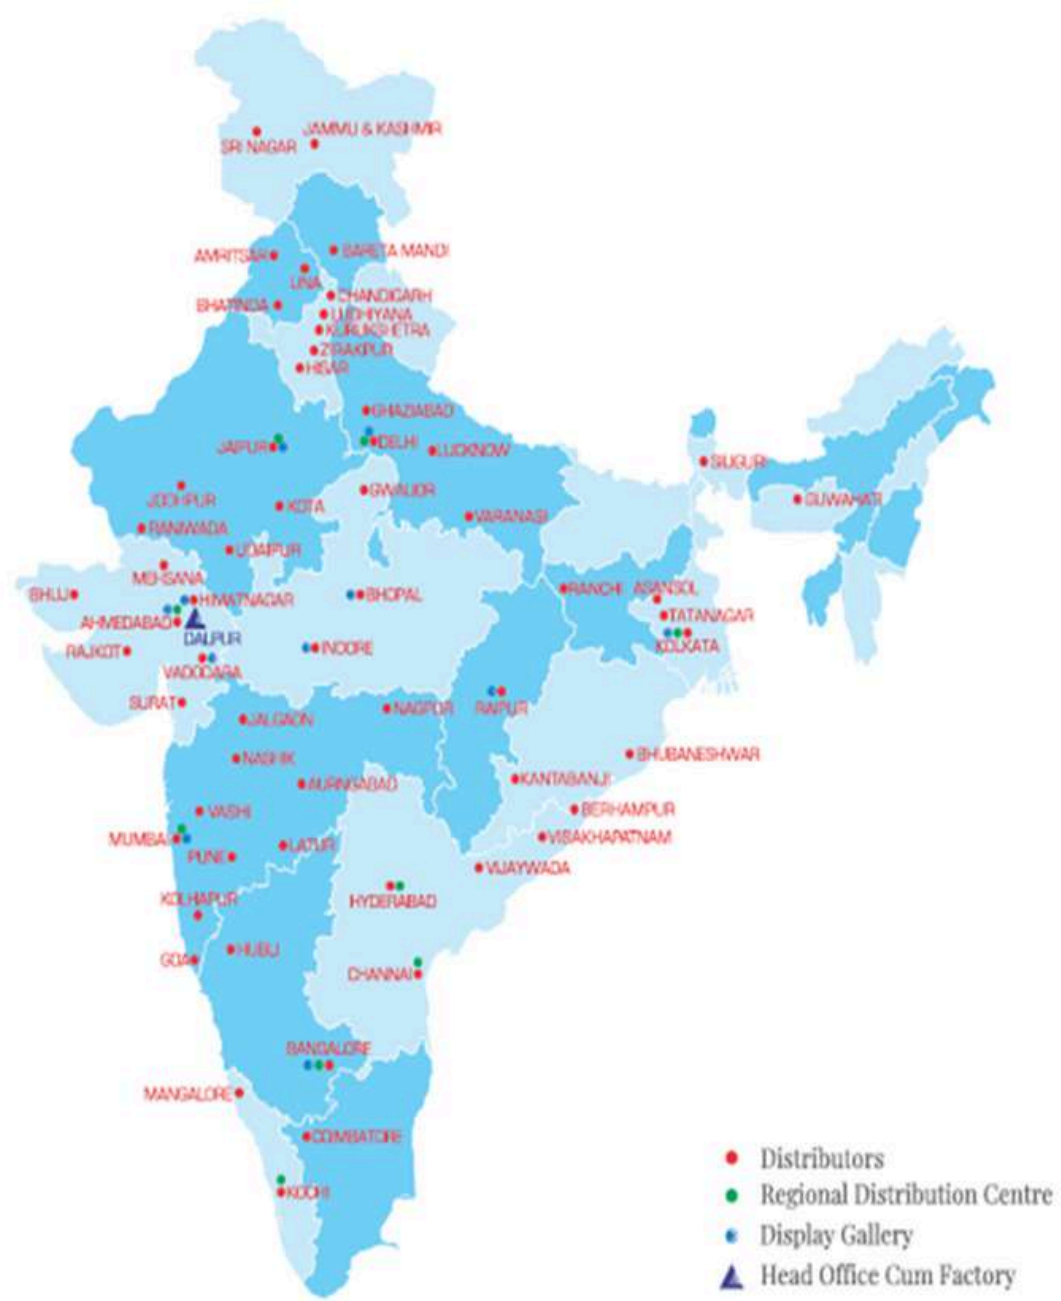 JAMMU & KASHMIR
SRI NAGAR
AMRITSAR
BARETA MANDI
UNA
CHANDIGARH
BHATINDA
LUDHIYANA
KURUKSHETRA
ZIRAKPUR
HISAR
GHAZIABAD
JAIPUR
DELHI
LUCKNOW
SILIGURI
JODHPUR
GWALIOR
GUWAHATI
KOTA
VARANASI
RANIWADA
UDAIPUR
MEHSANA
BHUJ
HIMATNAGAR
BHOPAL
RANCHI
ASANSOL
AHMEDABAD
TATANAGAR
DALPUR
RAJKOT
INDORE
KOLKATA
VADODARA
SURAT
NAGPUR
RAIPUR
JALGAON
NASHIK
BHUBANESHWAR
AURNGABAD
KANTABANJI
VASHI
BERHAMPUR
MUMBAI
LATUR
VISAKHAPATNAM
PUNE
VIJAYWADA
KOLHAPUR
HYDERABAD
HUBLI
GOA
CHANNAI
BANGALORE
MANGALORE
COIMBATORE
KOCHI
Distributors
Regional Distribution Centre
Display Gallery
Head Office Cum Factory